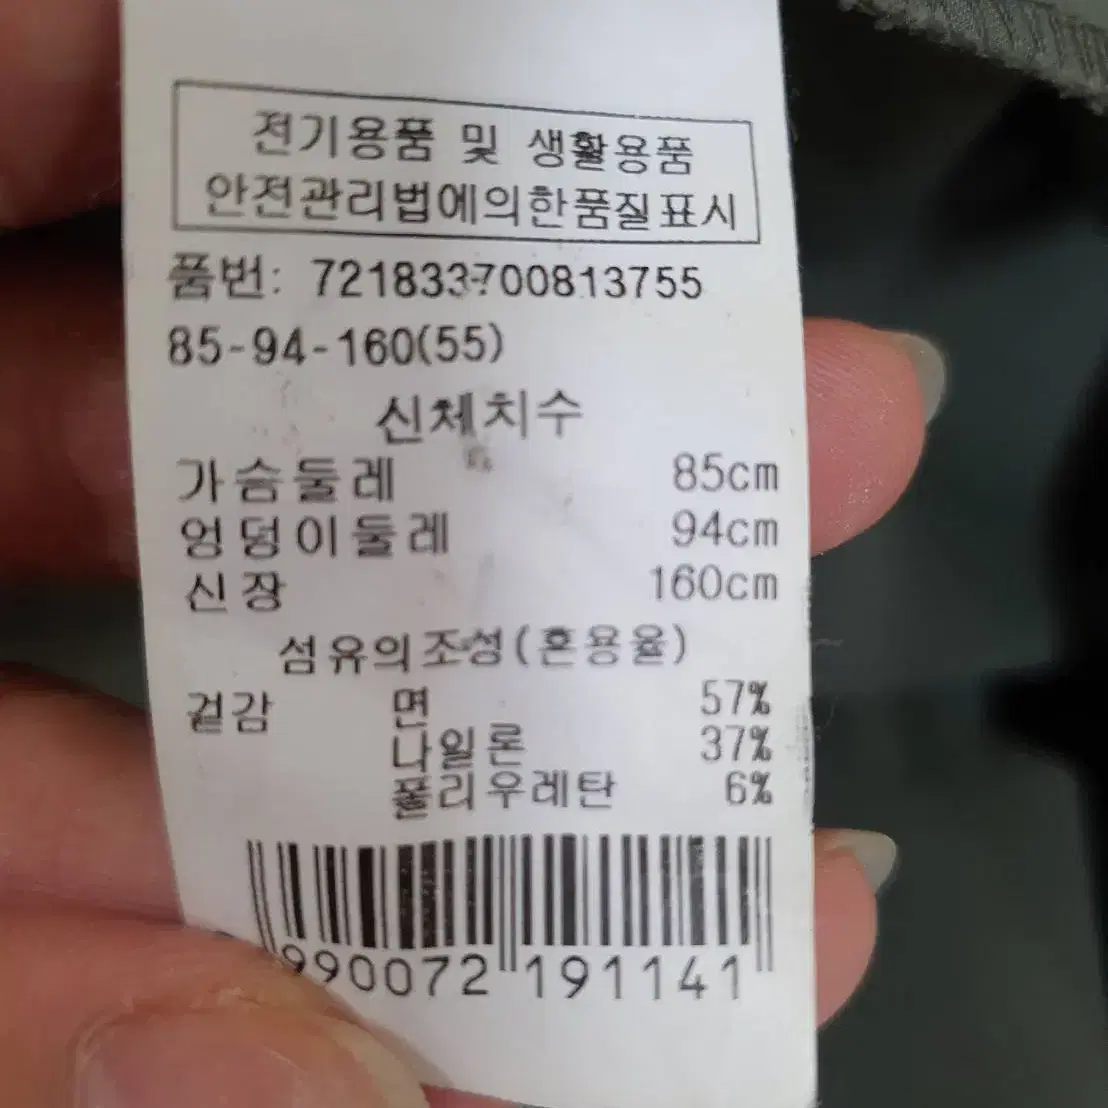 전기용품 및 생활용품
안전관리법에의한품질표시
품번: 721833700813755
85-94-160(55)
신체치수
가슴둘레 85cm
엉덩이둘레 94cm
신장 160cm
섬유의조성(혼용율)
겉감 면 57%
나일론 37%
폴리우레탄 6%
990072 191141